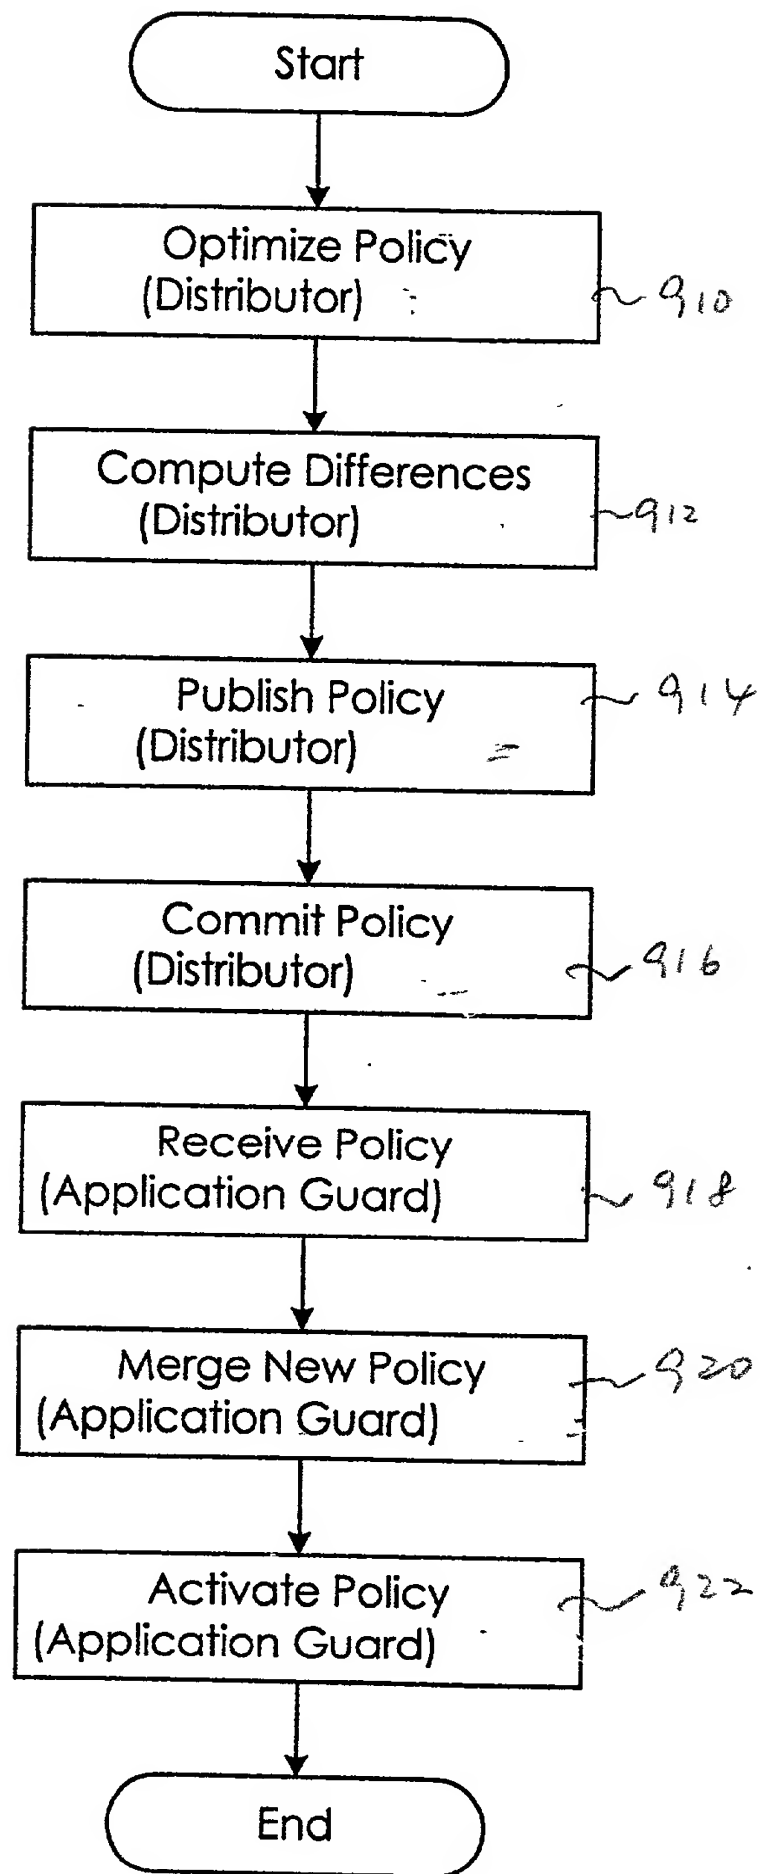 Start
Optimize Policy
(Distributor)
910
Compute Differences
(Distributor)
912
Publish Policy
(Distributor)
914
Commit Policy
(Distributor)
916
Receive Policy
(Application Guard)
918
Merge New Policy
(Application Guard)
920
Activate Policy
(Application Guard)
922
End